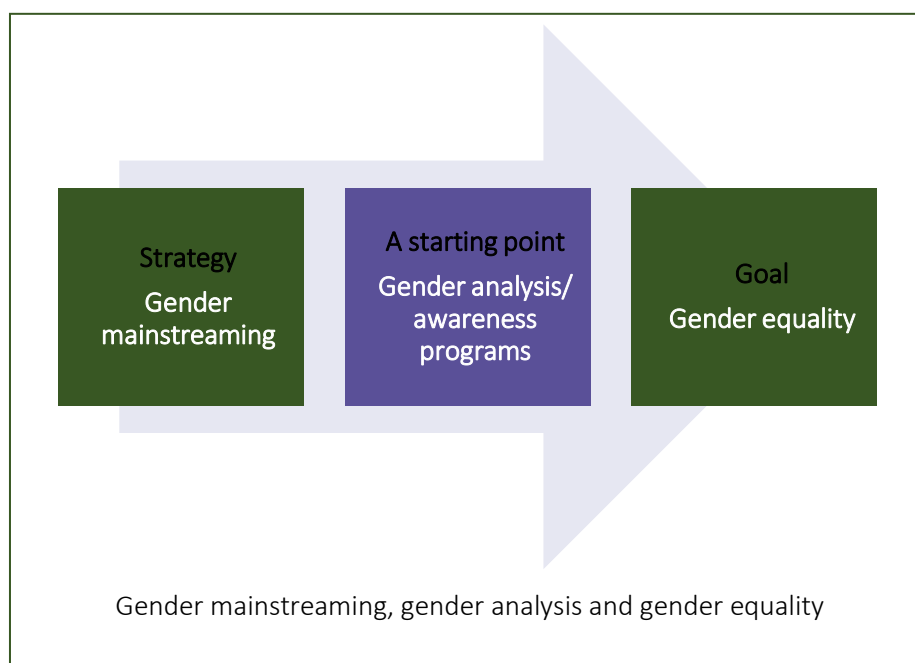 Strategy
Gender
mainstreaming
A starting point
Gender analysis/
awareness
programs
Goal
Gender equality
Gender mainstreaming, gender analysis and gender equality